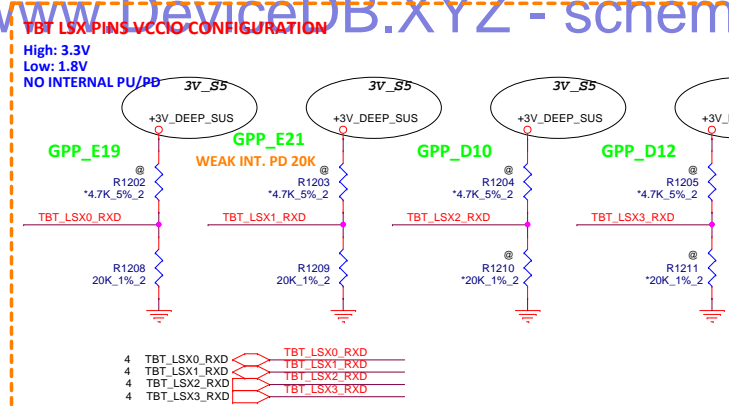 www.DeviceDB.XYZ - schem
TBT LSX PINS VCCIO CONFIGURATION
High: 3.3V
Low: 1.8V
NO INTERNAL PU/PD
3V_S5 3V_S5 3V_S5
+3V_DEEP_SUS +3V_DEEP_SUS +3V_DEEP_SUS +3V_
GPP_E19 GPP_E21 GPP_D10 GPP_D12
WEAK INT. PD 20K
@ @ @ @
R1202 R1203 R1204 R1205
*4.7K_5%_2 *4.7K_5%_2 *4.7K_5%_2 *4.7K_5%_2
TBT_LSX0_RXD TBT_LSX1_RXD TBT_LSX2_RXD TBT_LSX3_RXD
@ @
R1208 R1209 R1210 R1211
20K_1%_2 20K_1%_2 *20K_1%_2 *20K_1%_2
4 TBT_LSX0_RXD TBT_LSX0_RXD
4 TBT_LSX1_RXD TBT_LSX1_RXD
4 TBT_LSX2_RXD TBT_LSX2_RXD
4 TBT_LSX3_RXD TBT_LSX3_RXD